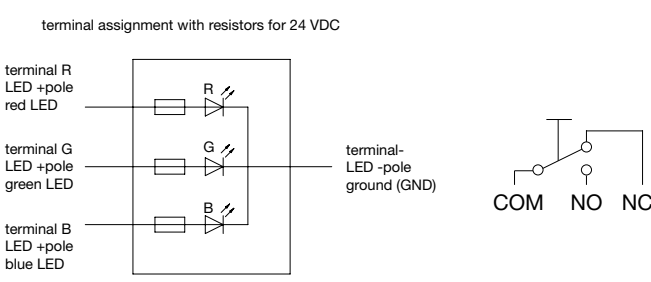 terminal assignment with resistors for 24 VDC
terminal R
LED +pole
red LED
R
terminal G
LED +pole
green LED
G
terminal-
LED -pole
ground (GND)
terminal B
LED +pole
blue LED
B
COM NO NC